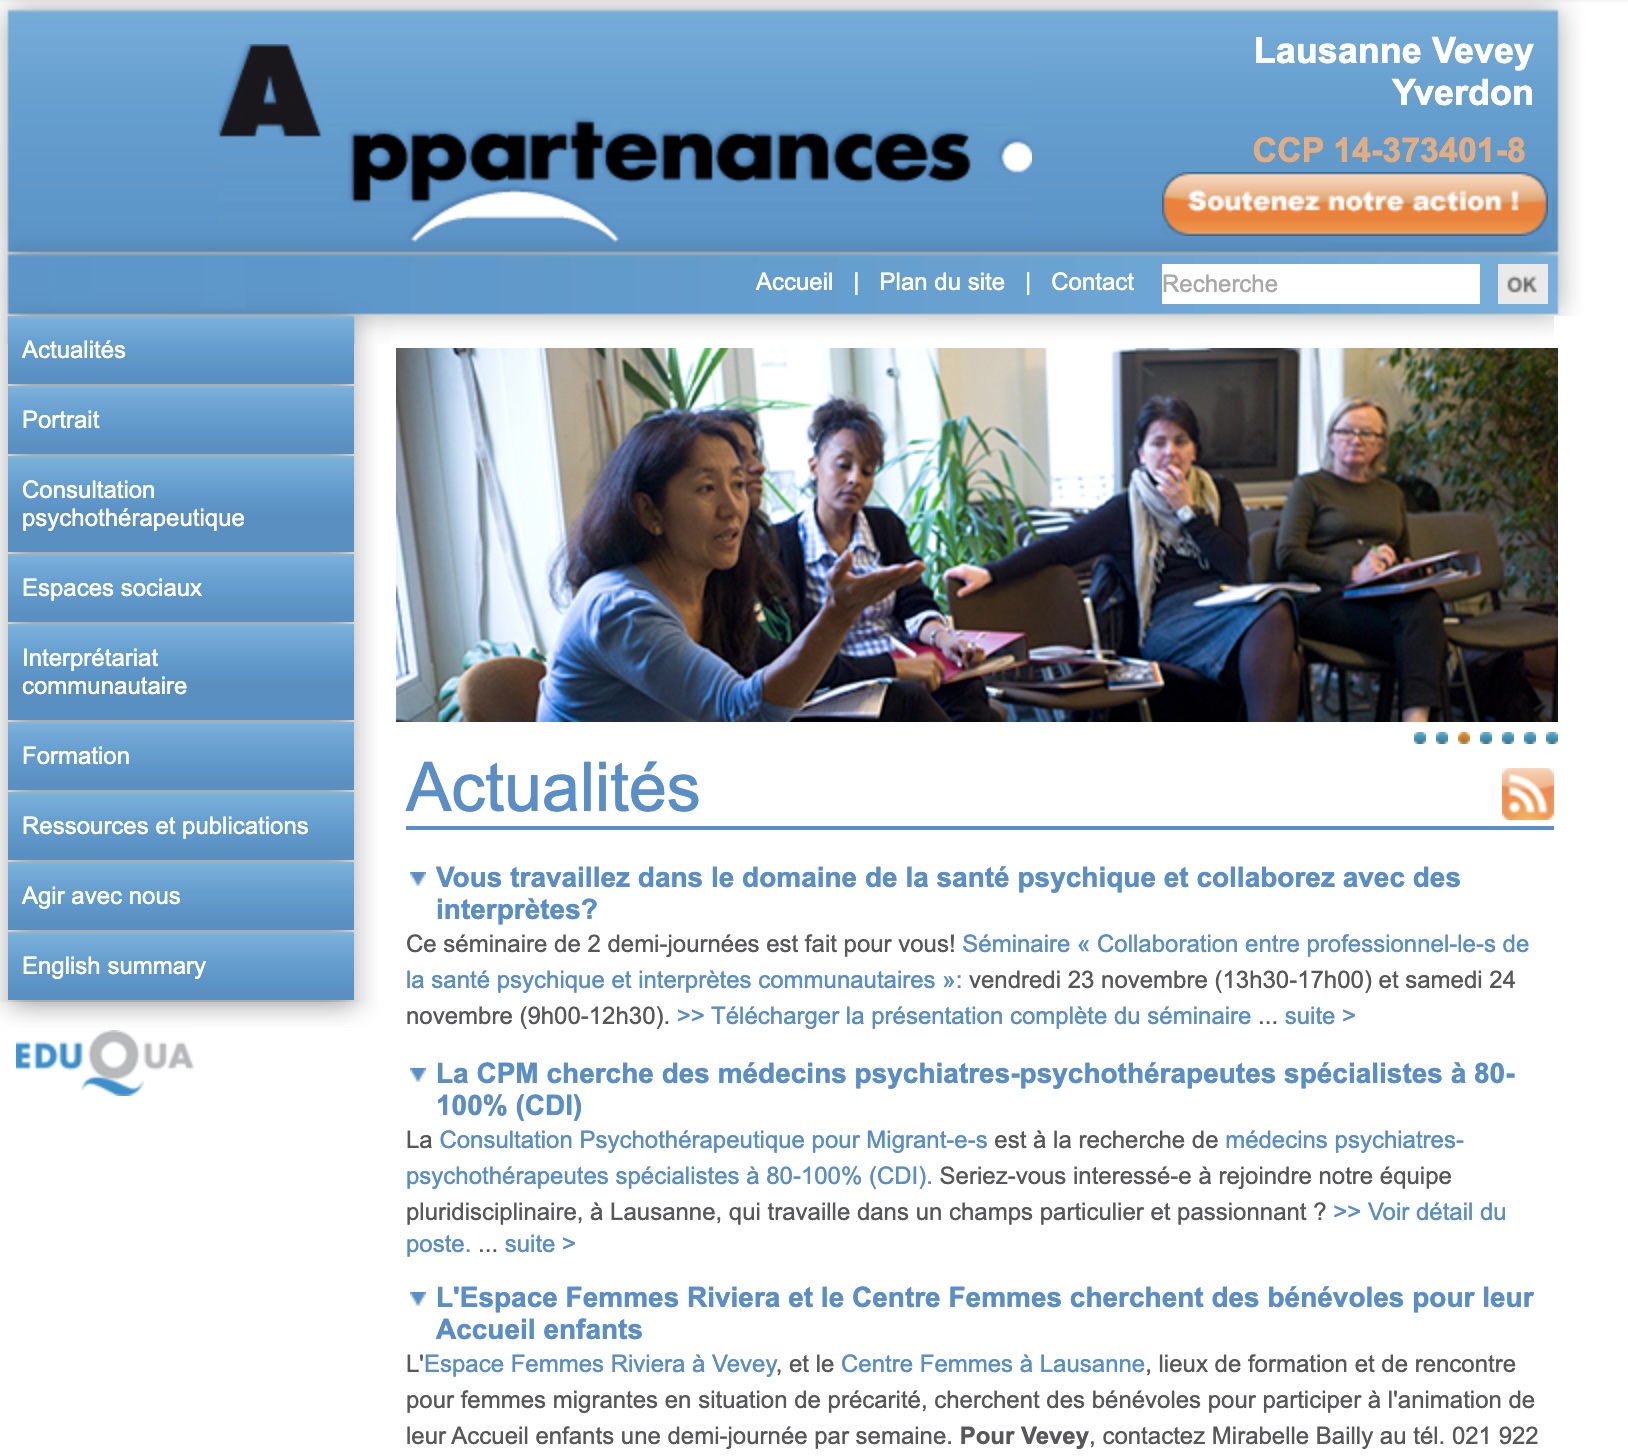 Appartenances
Lausanne Vevey
Yverdon
CCP 14-373401-8
Soutenez notre action !
Accueil | Plan du site | Contact
Recherche
OK
Actualités
Portrait
Consultation
psychothérapeutique
Espaces sociaux
Interprétariat
communautaire
Formation
Ressources et publications
Agir avec nous
English summary
EDUQUA
Actualités
Vous travaillez dans le domaine de la santé psychique et collaborez avec des
interprètes?
Ce séminaire de 2 demi-journées est fait pour vous! Séminaire « Collaboration entre professionnel-le-s de
la santé psychique et interprètes communautaires »: vendredi 23 novembre (13h30-17h00) et samedi 24
novembre (9h00-12h30). >> Télécharger la présentation complète du séminaire ... suite >
La CPM cherche des médecins psychiatres-psychothérapeutes spécialistes à 80-
100% (CDI)
La Consultation Psychothérapeutique pour Migrant-e-s est à la recherche de médecins psychiatres-
psychothérapeutes spécialistes à 80-100% (CDI). Seriez-vous interessé-e à rejoindre notre équipe
pluridisciplinaire, à Lausanne, qui travaille dans un champs particulier et passionnant ? >> Voir détail du
poste. ... suite >
L'Espace Femmes Riviera et le Centre Femmes cherchent des bénévoles pour leur
Accueil enfants
L'Espace Femmes Riviera à Vevey, et le Centre Femmes à Lausanne, lieux de formation et de rencontre
pour femmes migrantes en situation de précarité, cherchent des bénévoles pour participer à l'animation de
leur Accueil enfants une demi-journée par semaine. Pour Vevey, contactez Mirabelle Bailly au tél. 021 922